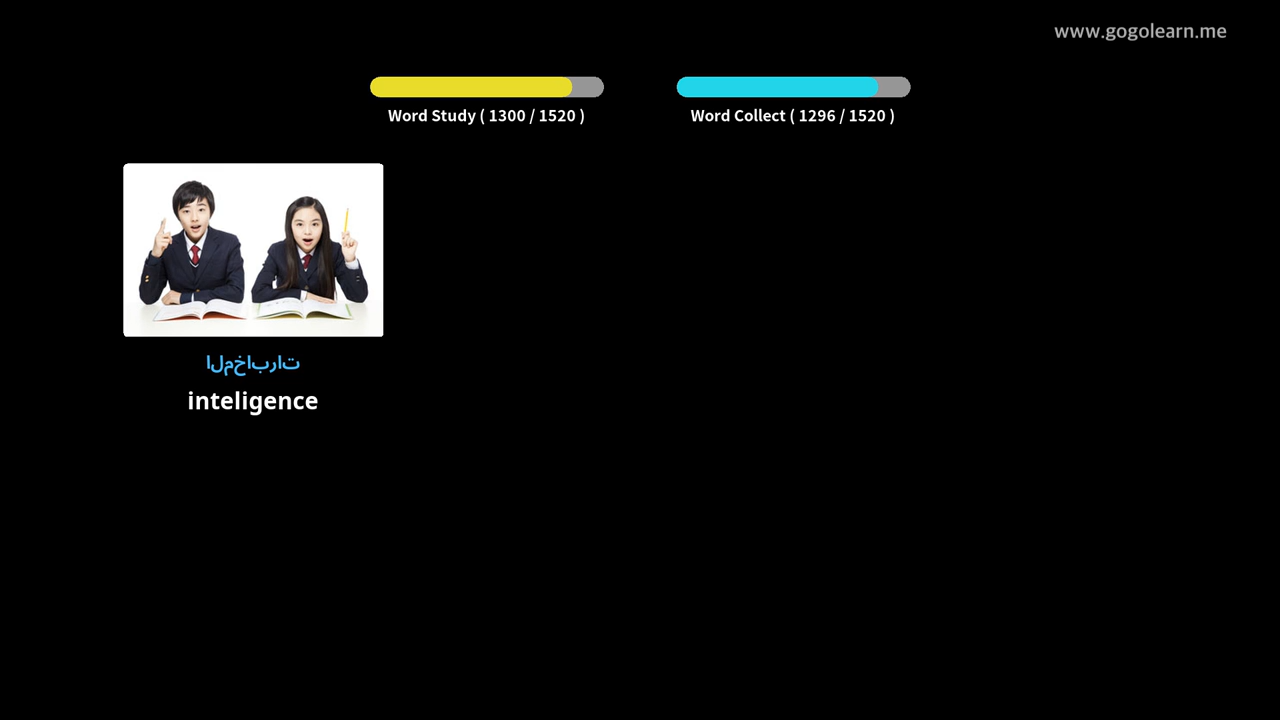 www.gogolearn.me
Word Study ( 1300 / 1520 )
Word Collect ( 1296 / 1520 )
المخابرات
inteligence